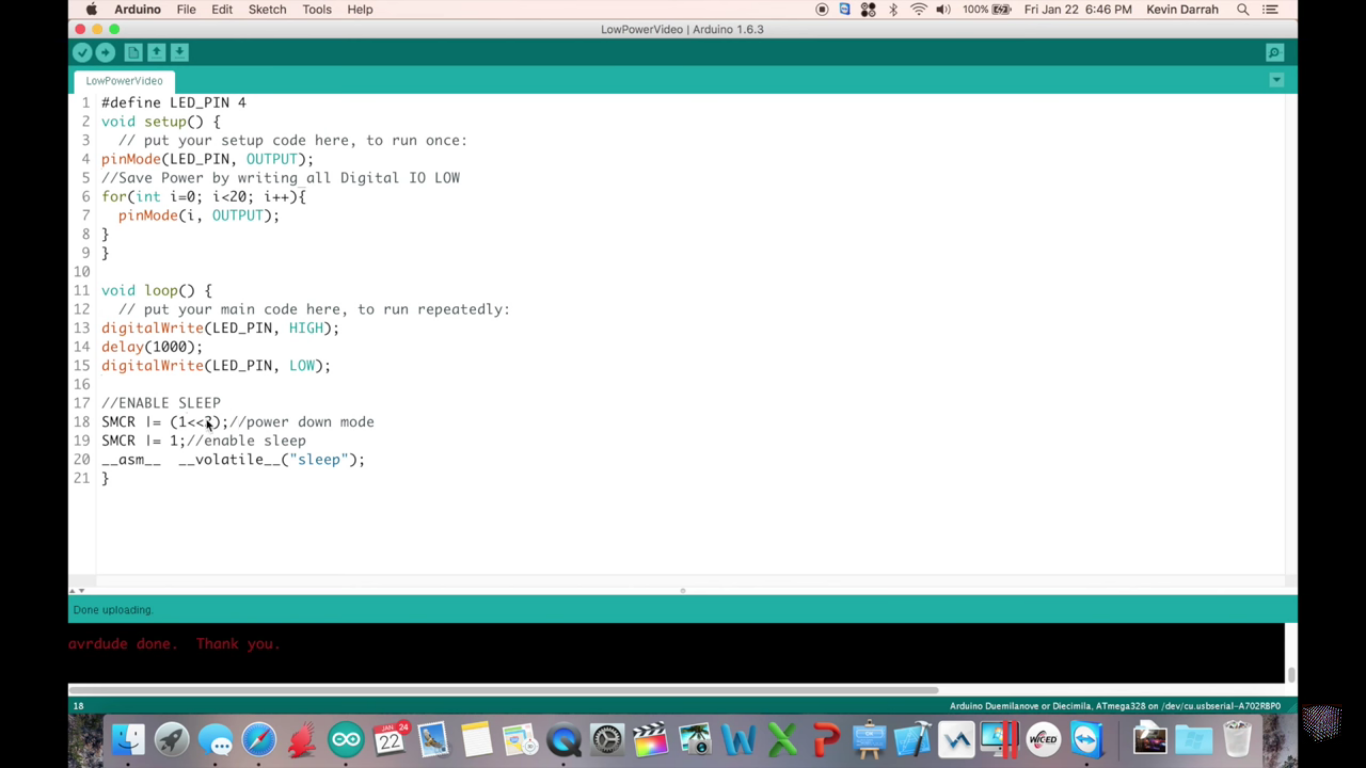 Arduino File Edit Sketch Tools Help 100% Fri Jan 22 6:46 PM Kevin Darrah
LowPowerVideo | Arduino 1.6.3
LowPowerVideo
1 #define LED_PIN 4
2 void setup() {
3 // put your setup code here, to run once:
4 pinMode(LED_PIN, OUTPUT);
5 //Save Power by writing all Digital IO LOW
6 for(int i=0; i<20; i++){
7 pinMode(i, OUTPUT);
8 }
9 }
10
11 void loop() {
12 // put your main code here, to run repeatedly:
13 digitalWrite(LED_PIN, HIGH);
14 delay(1000);
15 digitalWrite(LED_PIN, LOW);
16
17 //ENABLE SLEEP
18 SMCR |= (1<<);//power down mode
19 SMCR |= 1;//enable sleep
20 __asm__ __volatile__("sleep");
21 }
Done uploading.
avrdude done. Thank you.
18 Arduino Duemilanove or Diecimila, ATmega328 on /dev/cu.usbserial-A702RBP0
JAN 24
22
WICED